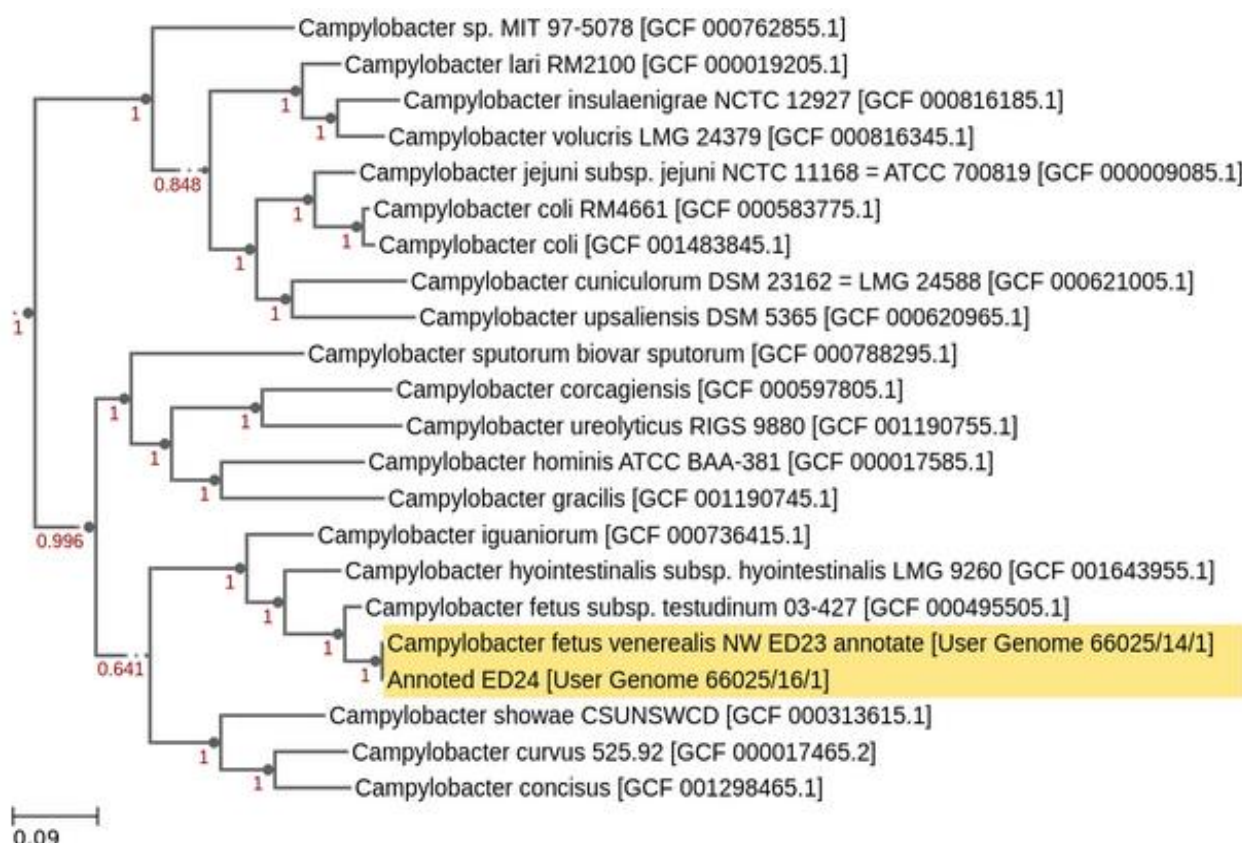 Campylobacter sp. MIT 97-5078 [GCF 000762855.1]
Campylobacter lari RM2100 [GCF 000019205.1]
1
Campylobacter insulaenigrae NCTC 12927 [GCF 000816185.1]
1
1
Campylobacter volucris LMG 24379 [GCF 000816345.1]
Campylobacter jejuni subsp. jejuni NCTC 11168 = ATCC 700819 [GCF 000009085.1]
0.848
Campylobacter coli RM4661 [GCF 000583775.1]
1
1
Campylobacter coli [GCF 001483845.1]
1
Campylobacter cuniculorum DSM 23162 = LMG 24588 [GCF 000621005.1]
1
Campylobacter upsaliensis DSM 5365 [GCF 000620965.1]
1
Campylobacter sputorum biovar sputorum [GCF 000788295.1]
Campylobacter corcagiensis [GCF 000597805.1]
1
1
Campylobacter ureolyticus RIGS 9880 [GCF 001190755.1]
1
Campylobacter hominis ATCC BAA-381 [GCF 000017585.1]
1
Campylobacter gracilis [GCF 001190745.1]
Campylobacter iguaniorum [GCF 000736415.1]
0.996
Campylobacter hyointestinalis subsp. hyointestinalis LMG 9260 [GCF 001643955.1]
1
Campylobacter fetus subsp. testudinum 03-427 [GCF 000495505.1]
1
Campylobacter fetus venerealis NW ED23 annotate [User Genome 66025/14/1]
1
0.641
1
Annoted ED24 [User Genome 66025/16/1]
Campylobacter showae CSUNSWCD [GCF 000313615.1]
Campylobacter curvus 525.92 [GCF 000017465.2]
1
1
Campylobacter concisus [GCF 001298465.1]
0.09